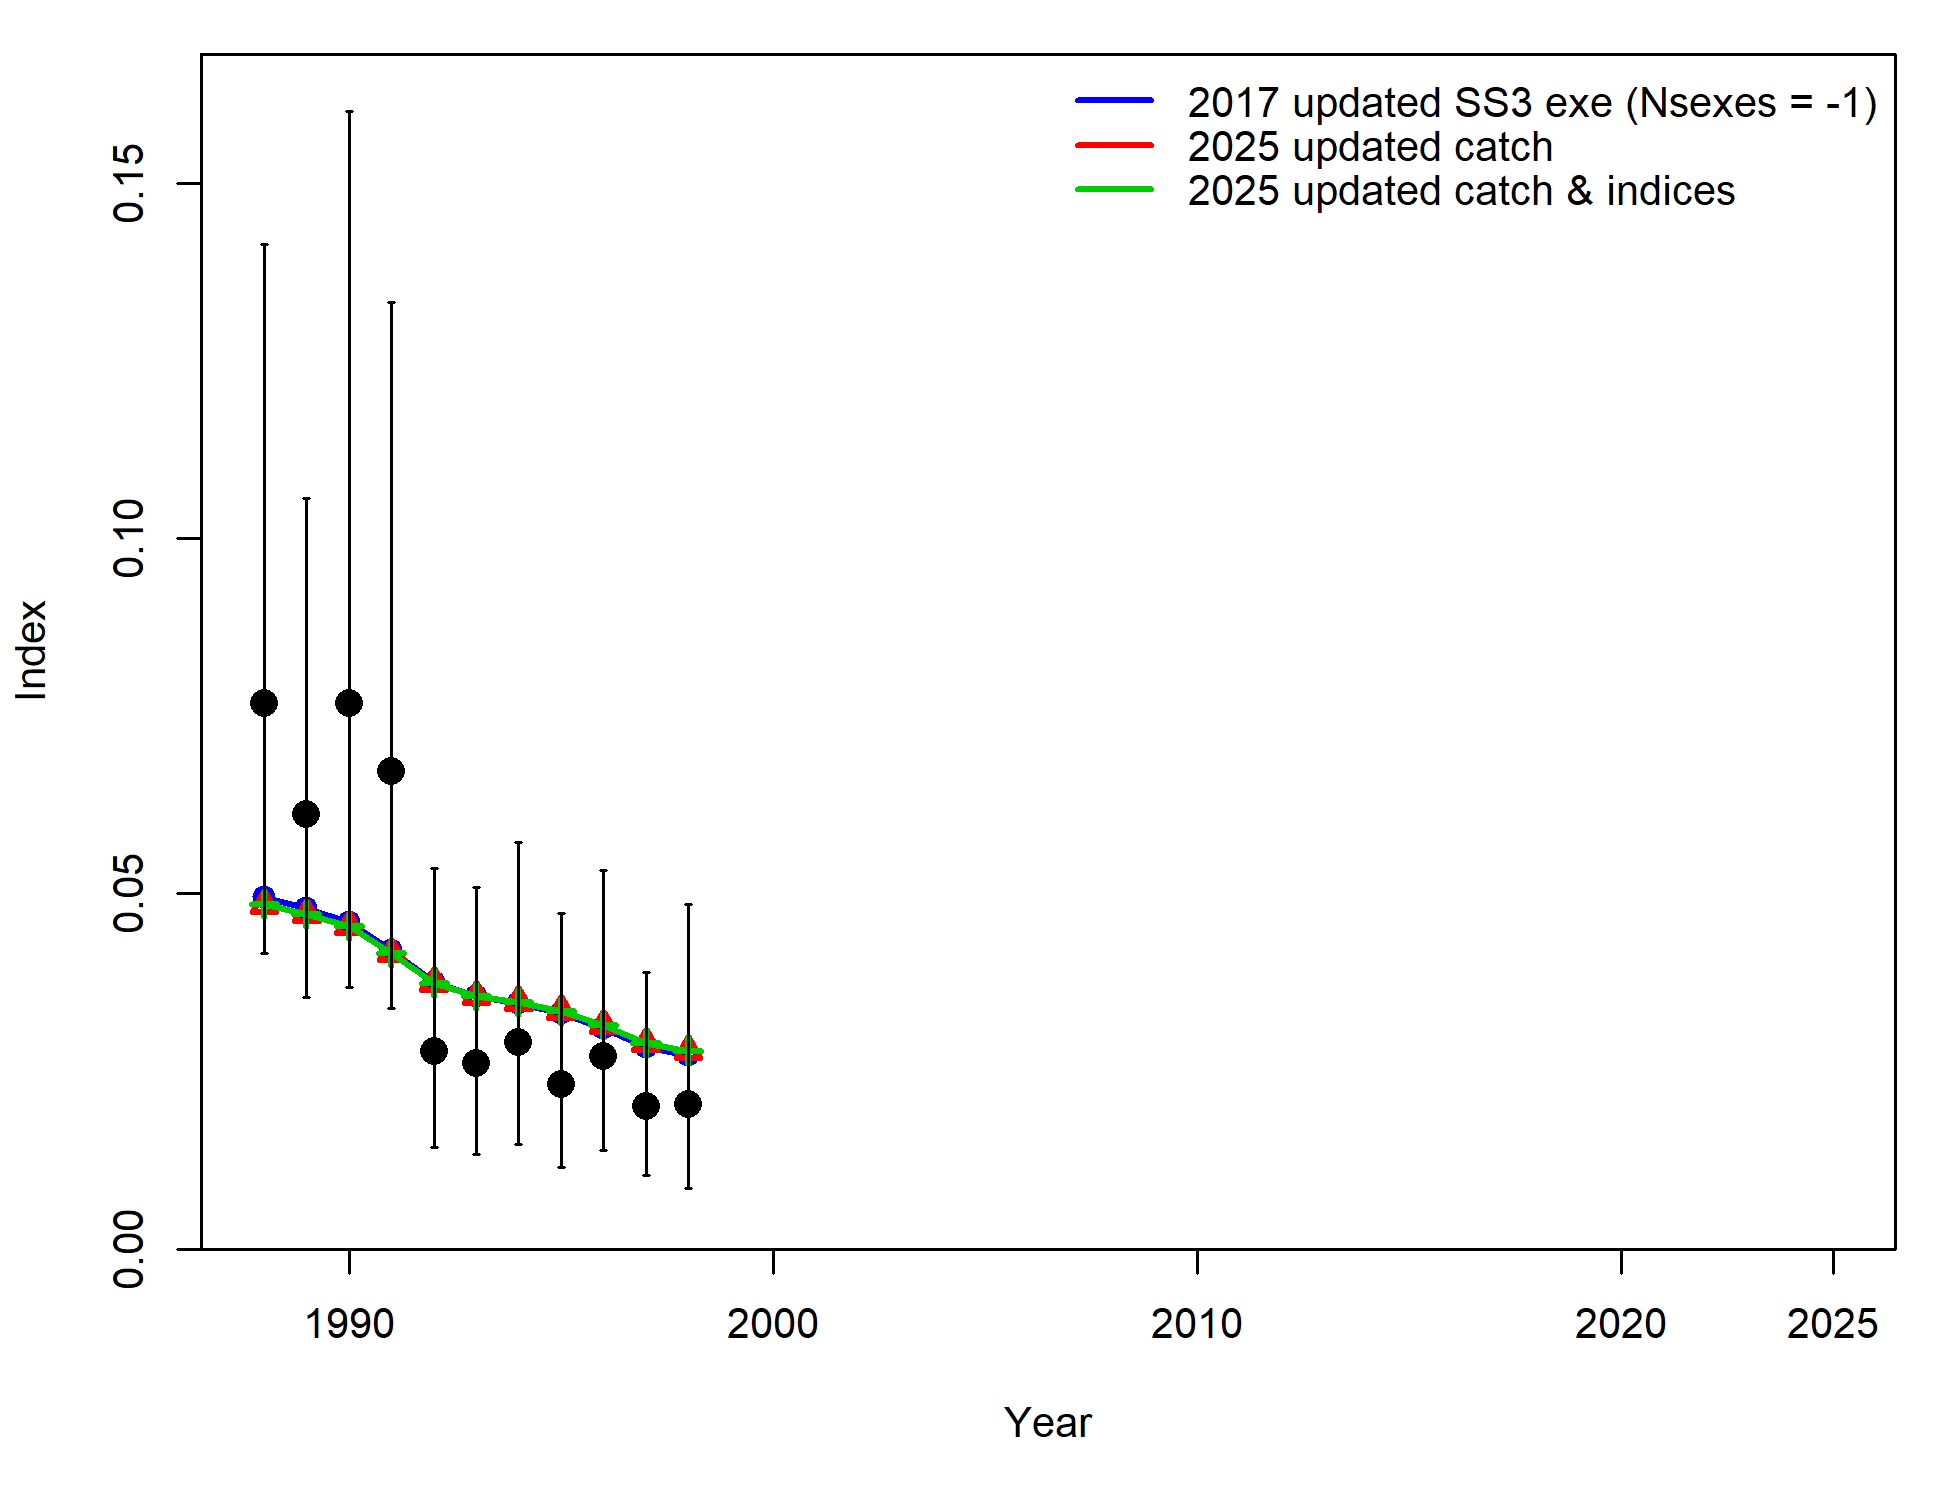 2017 updated SS3 exe (Nsexes = -1)
2025 updated catch
2025 updated catch & indices
0.15
0.10
0.05
0.00
Index
1990 2000 2010 2020 2025
Year